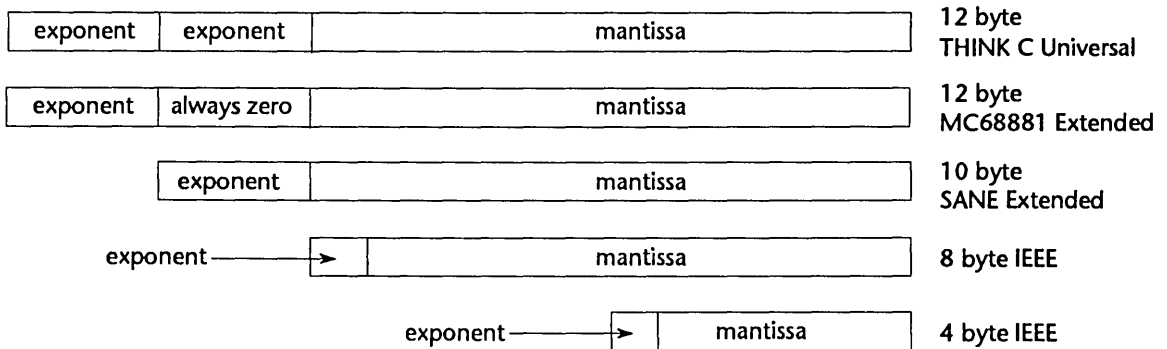 exponent exponent mantissa 12 byte
THINK C Universal
exponent always zero mantissa 12 byte
MC68881 Extended
exponent mantissa 10 byte
SANE Extended
exponent mantissa 8 byte IEEE
exponent mantissa 4 byte IEEE